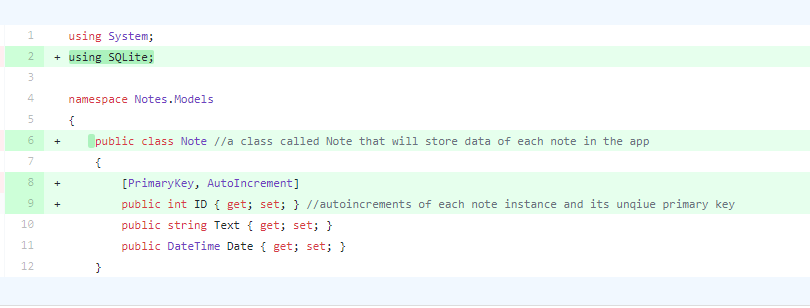 1 using System;
2 + using SQLite;
3
4 namespace Notes.Models
5 {
6 + public class Note //a class called Note that will store data of each note in the app
7 {
8 + [PrimaryKey, AutoIncrement]
9 + public int ID { get; set; } //autoincrements of each note instance and its unqiue primary key
10 public string Text { get; set; }
11 public DateTime Date { get; set; }
12 }